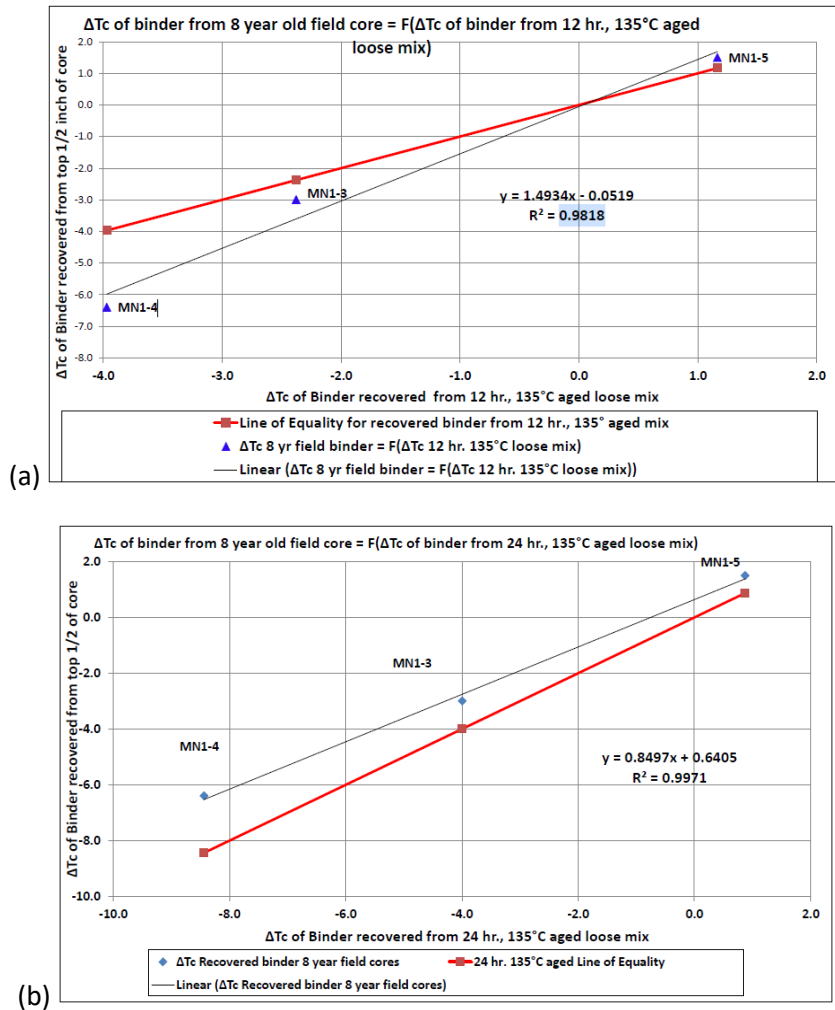 ΔTc of binder from 8 year old field core = F(ΔTc of binder from 12 hr., 135°C aged
loose mix)
ΔTc of Binder recovered from top 1/2 inch of core
2.0
1.0
0.0
-1.0
-2.0
-3.0
-4.0
-5.0
-6.0
-7.0
-8.0
MN1-5
MN1-3
y = 1.4934x - 0.0519
R² = 0.9818
MN1-4
-4.0 -3.0 -2.0 -1.0 0.0 1.0 2.0
ΔTc of Binder recovered from 12 hr., 135°C aged loose mix
Line of Equality for recovered binder from 12 hr., 135° aged mix
ΔTc 8 yr field binder = F(ΔTc 12 hr. 135°C loose mix)
Linear (ΔTc 8 yr field binder = F(ΔTc 12 hr. 135°C loose mix))
(a)
ΔTc of binder from 8 year old field core = F(ΔTc of binder from 24 hr., 135°C aged loose mix)
ΔTc of Binder recovered from top 1/2 of core
2.0
0.0
-2.0
-4.0
-6.0
-8.0
-10.0
MN1-5
MN1-3
MN1-4
y = 0.8497x + 0.6405
R² = 0.9971
-10.0 -8.0 -6.0 -4.0 -2.0 0.0 2.0
ΔTc of Binder recovered from 24 hr., 135°C aged loose mix
ΔTc Recovered binder 8 year field cores
24 hr. 135°C aged Line of Equality
Linear (ΔTc Recovered binder 8 year field cores)
(b)